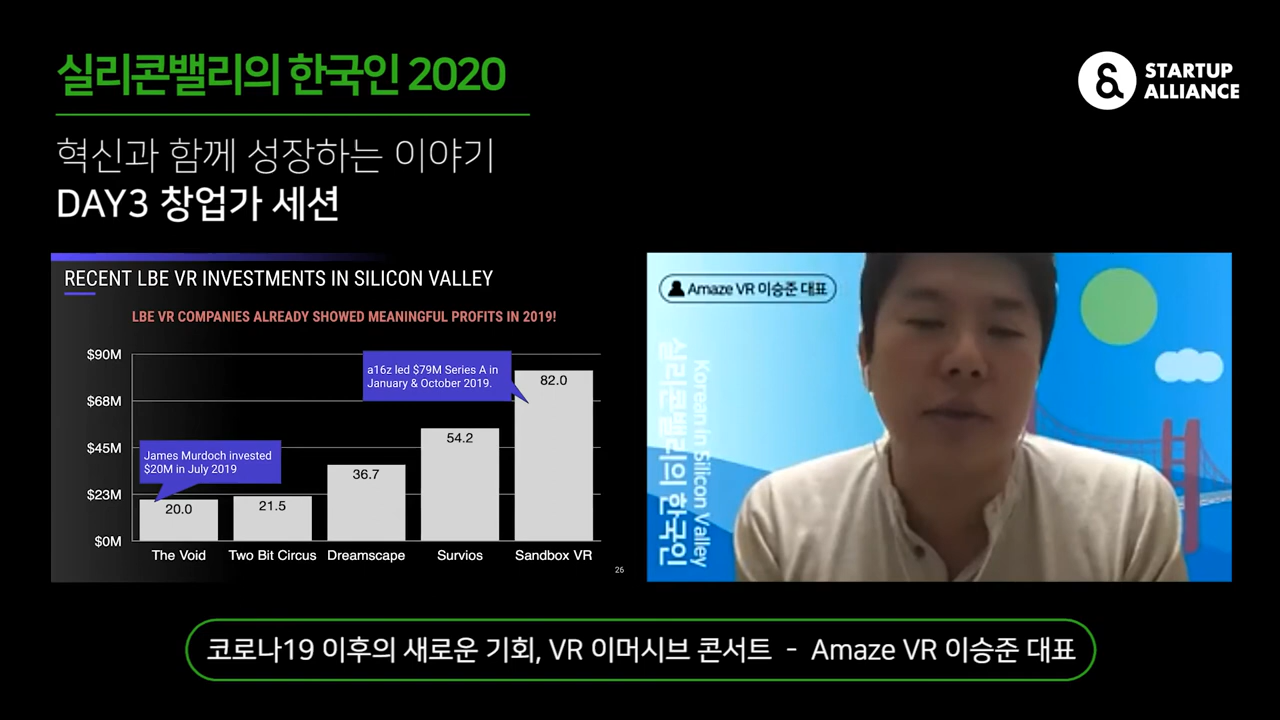 실리콘밸리의 한국인 2020
STARTUP
ALLIANCE
혁신과 함께 성장하는 이야기
DAY3 창업가 세션
RECENT LBE VR INVESTMENTS IN SILICON VALLEY
LBE VR COMPANIES ALREADY SHOWED MEANINGFUL PROFITS IN 2019!
$90M
$68M
$45M
$23M
$0M
a16z led $79M Series A in
January & October 2019.
James Murdoch invested
$20M in July 2019
20.0
21.5
36.7
54.2
82.0
The Void
Two Bit Circus
Dreamscape
Survios
Sandbox VR
26
Amaze VR 이승준 대표
Korean in Silicon Valley
실리콘밸리의 한국인
코로나19 이후의 새로운 기회, VR 이머시브 콘서트 - Amaze VR 이승준 대표